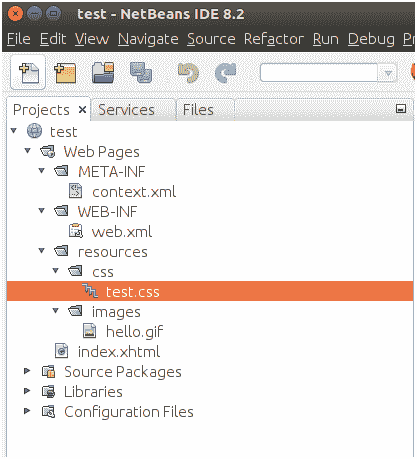 test - NetBeans IDE 8.2
File Edit View Navigate Source Refactor Run Debug
Projects × Services Files
test
Web Pages
META-INF
context.xml
WEB-INF
web.xml
resources
css
test.css
images
hello.gif
index.xhtml
Source Packages
Libraries
Configuration Files